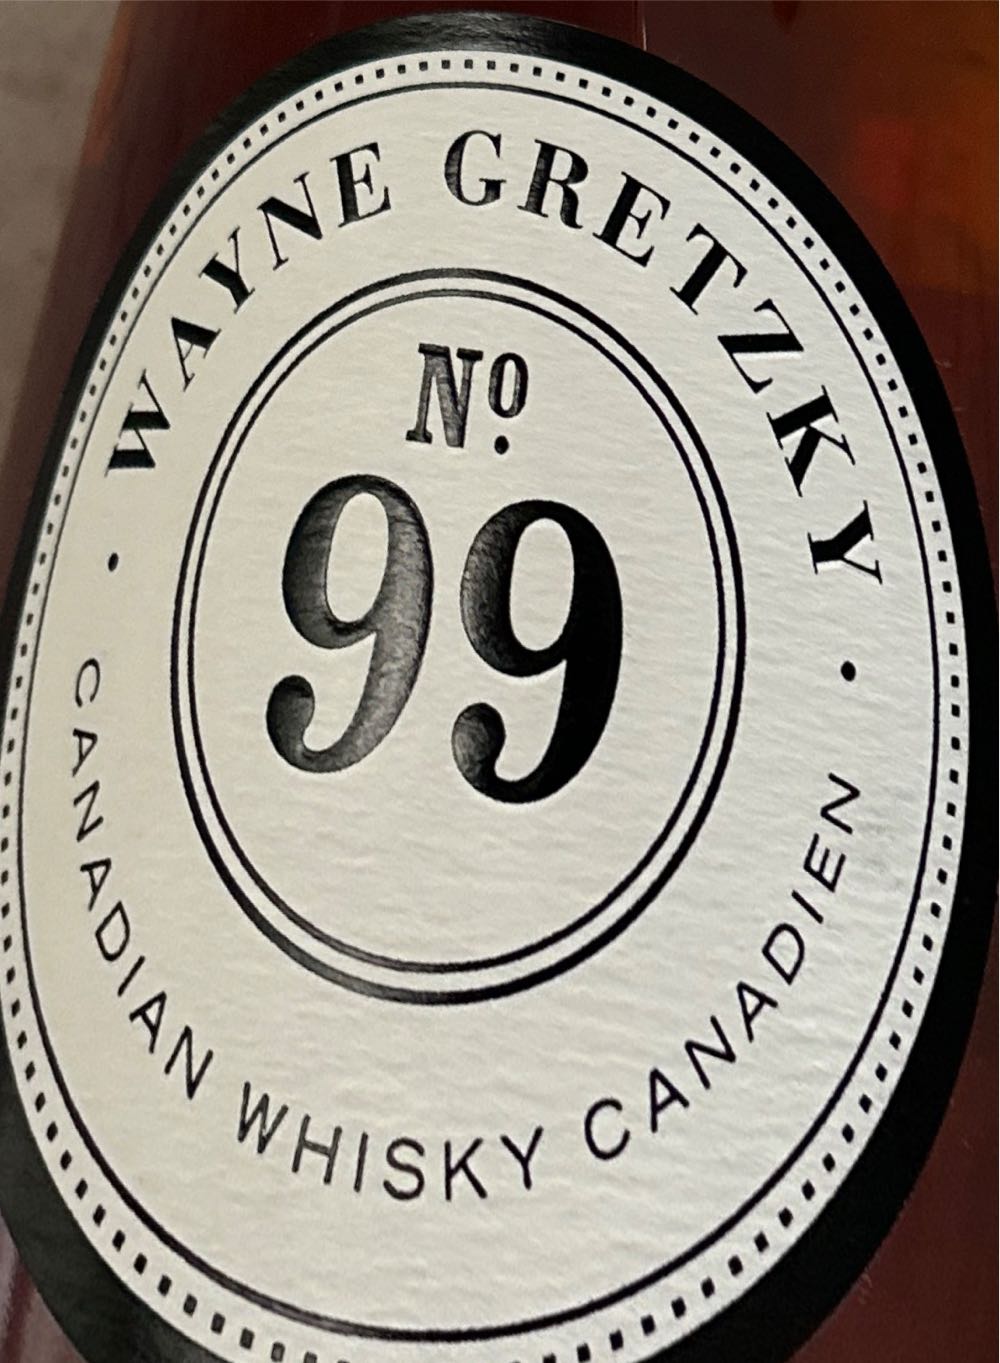 • WAYNE GRETZKY •
Nº
99
CANADIAN WHISKY CANADIEN